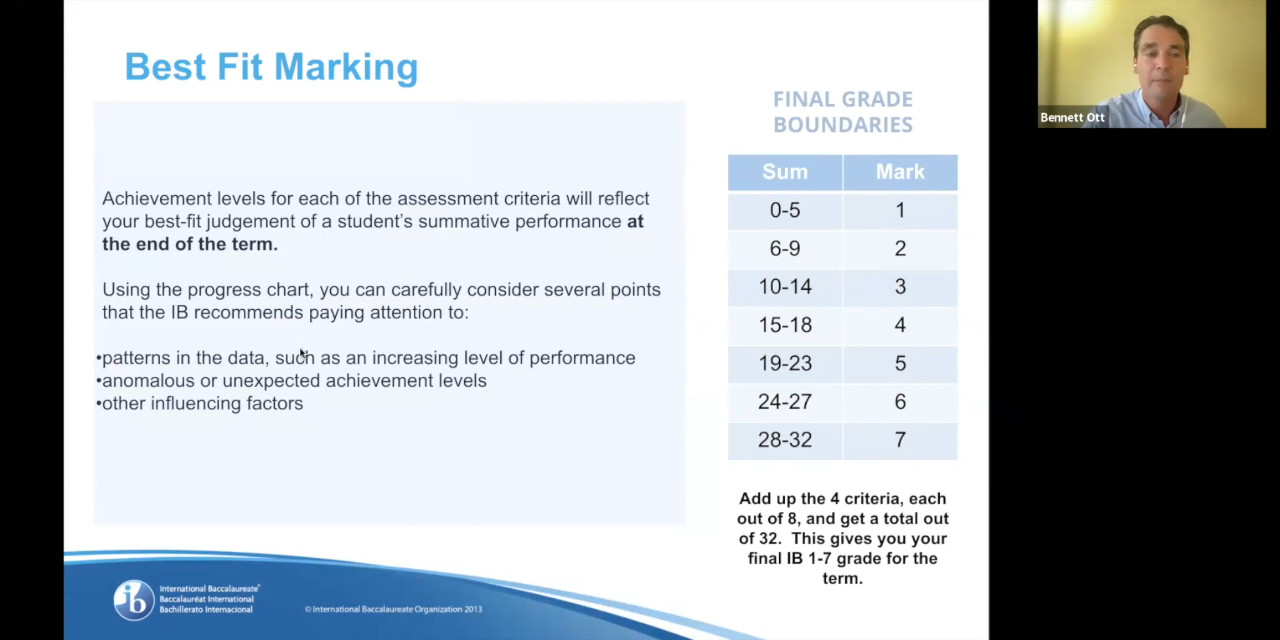 Best Fit Marking
Achievement levels for each of the assessment criteria will reflect
your best-fit judgement of a student's summative performance at
the end of the term.
Using the progress chart, you can carefully consider several points
that the IB recommends paying attention to:
•patterns in the data, such as an increasing level of performance
•anomalous or unexpected achievement levels
•other influencing factors
FINAL GRADE
BOUNDARIES
Sum Mark
0-5 1
6-9 2
10-14 3
15-18 4
19-23 5
24-27 6
28-32 7
Add up the 4 criteria, each
out of 8, and get a total out
of 32. This gives you your
final IB 1-7 grade for the
term.
ib
International Baccalaureate®
Baccalauréat International
Bachillerato Internacional
© International Baccalaureate Organization 2013
Bennett Ott